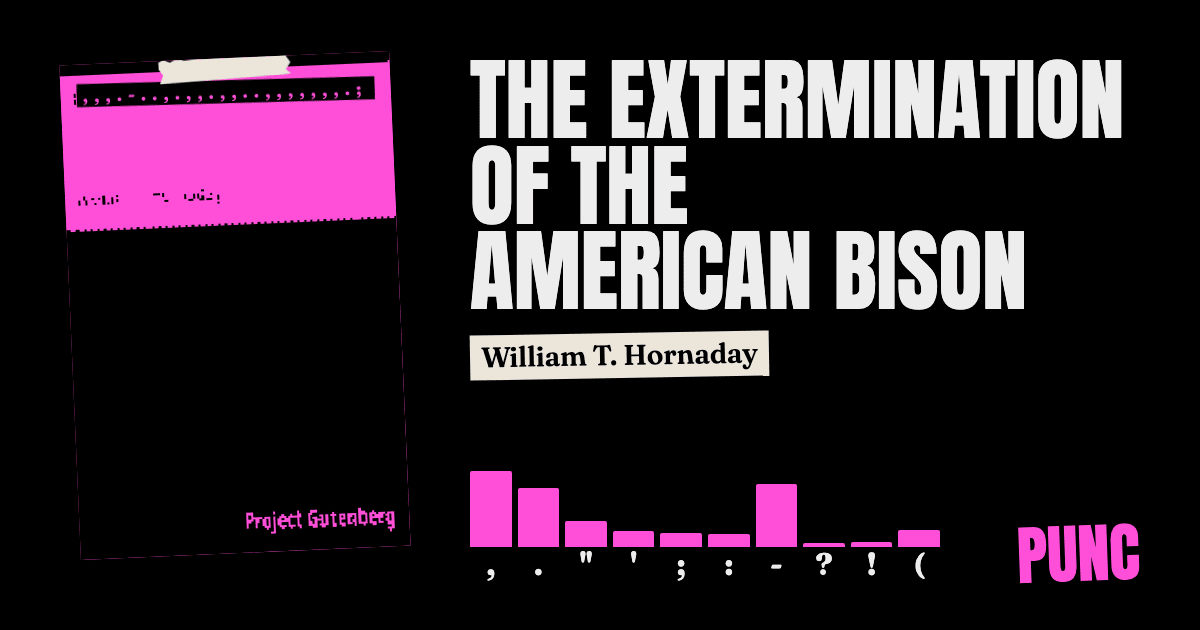 :,,,.-..,.,,.,,.,,,,,,,,.;
Project Gutenberg
THE EXTERMINATION
OF THE
AMERICAN BISON
William T. Hornaday
, . " ' ; : - ? ! (
PUNC